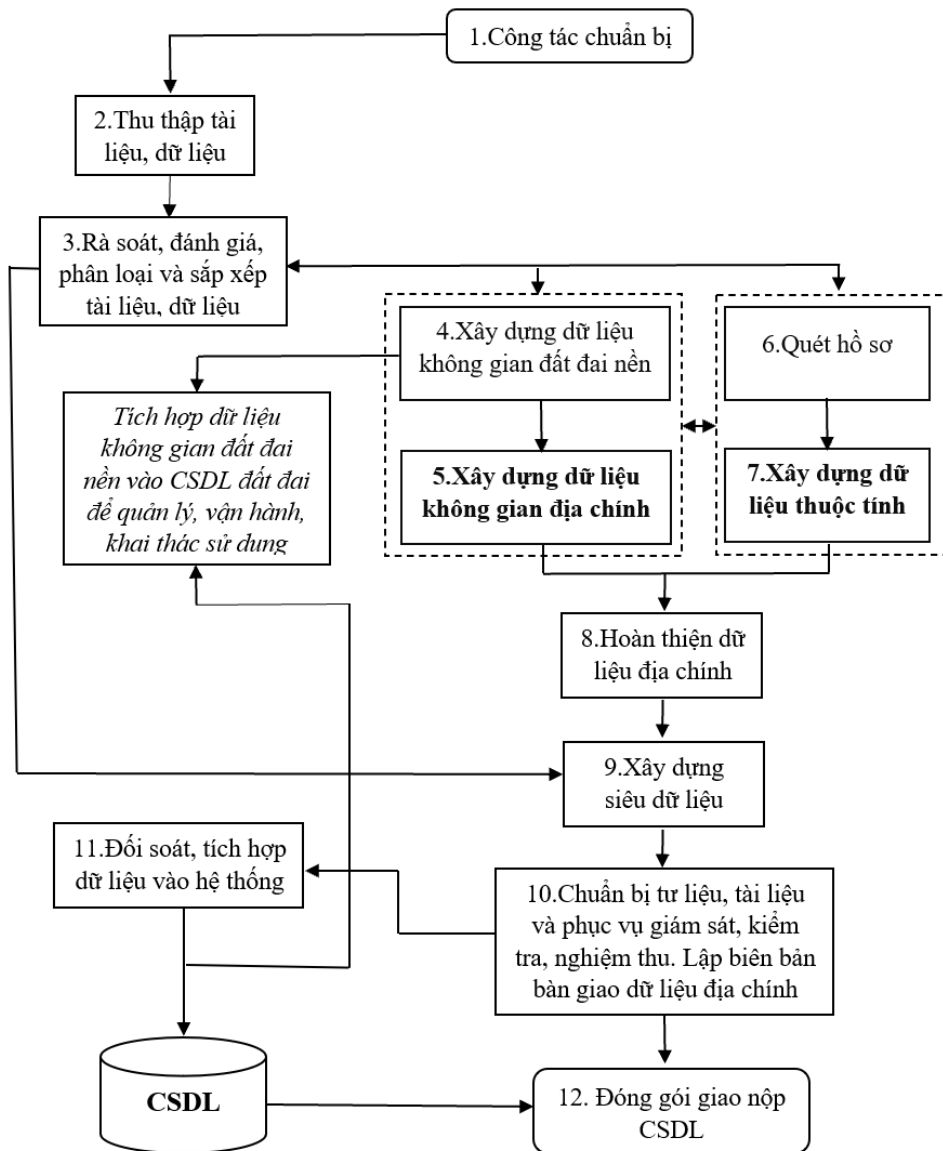 1.Công tác chuẩn bị
2.Thu thập tài
liệu, dữ liệu
3.Rà soát, đánh giá,
phân loại và sắp xếp
tài liệu, dữ liệu
4.Xây dựng dữ liệu
không gian đất đai nền
6.Quét hồ sơ
Tích hợp dữ liệu
không gian đất đai
nền vào CSDL đất đai
để quản lý, vận hành,
khai thác sử dung
5.Xây dựng dữ liệu
không gian địa chính
7.Xây dựng dữ
liệu thuộc tính
8.Hoàn thiện dữ
liệu địa chính
9.Xây dựng
siêu dữ liệu
11.Đối soát, tích hợp
dữ liệu vào hệ thống
10.Chuẩn bị tư liệu, tài liệu
và phục vụ giám sát, kiểm
tra, nghiệm thu. Lập biên bản
bàn giao dữ liệu địa chính
CSDL
12. Đóng gói giao nộp
CSDL